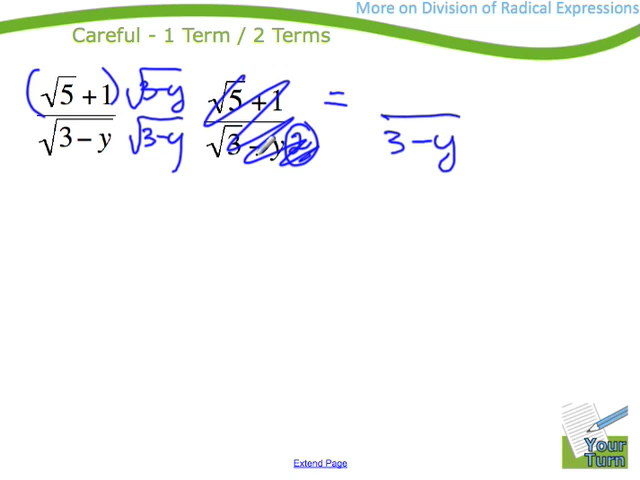 More on Division of Radical Expressions
Careful - 1 Term / 2 Terms
(√5 + 1) √3-y √5 + 1 =
√3 - y √3-y √3 - y 3 - y
Your
Turn
Extend Page